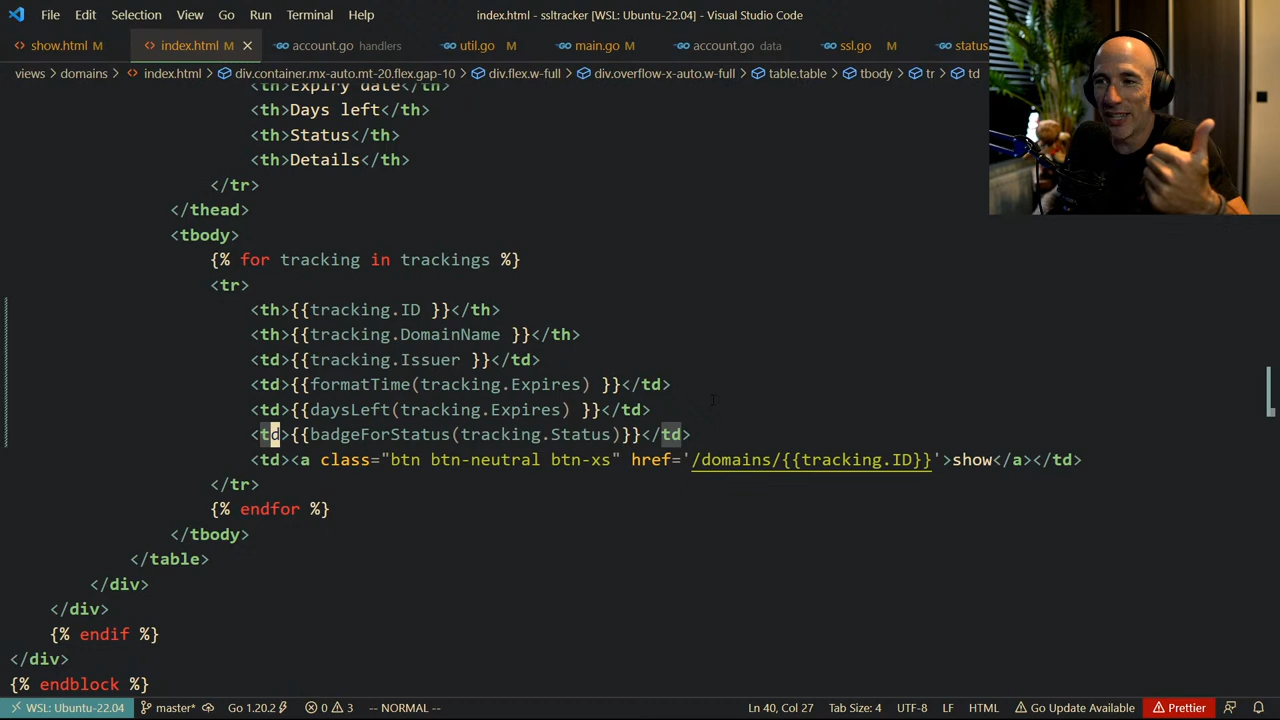 File Edit Selection View Go Run Terminal Help index.html - ssltracker [WSL: Ubuntu-22.04] - Visual Studio Code
show.html M index.html M account.go handlers util.go M main.go M account.go data ssl.go M status
views > domains > index.html > div.container.mx-auto.mt-20.flex.gap-10 > div.flex.w-full > div.overflow-x-auto.w-full > table.table > tbody > tr > td
<th>Expiry date</th>
<th>Days left</th>
<th>Status</th>
<th>Details</th>
</tr>
</thead>
<tbody>
{% for tracking in trackings %}
<tr>
<th>{{tracking.ID }}</th>
<th>{{tracking.DomainName }}</th>
<td>{{tracking.Issuer }}</td>
<td>{{formatTime(tracking.Expires) }}</td>
<td>{{daysLeft(tracking.Expires) }}</td>
<td>{{badgeForStatus(tracking.Status)}}</td>
<td><a class="btn btn-neutral btn-xs" href='/domains/{{tracking.ID}}'>show</a></td>
</tr>
{% endfor %}
</tbody>
</table>
</div>
</div>
{% endif %}
</div>
{% endblock %}
WSL: Ubuntu-22.04 master* Go 1.20.2 0 3 -- NORMAL -- Ln 40, Col 27 Tab Size: 4 UTF-8 LF HTML Go Update Available Prettier